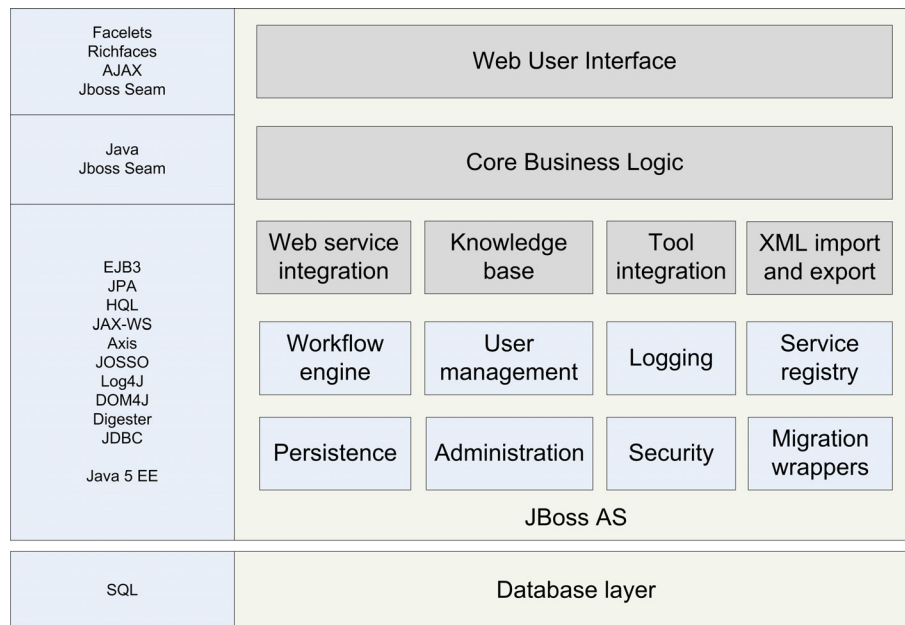 Facelets
Richfaces
AJAX
Jboss Seam
Web User Interface
Java
Jboss Seam
Core Business Logic
EJB3
JPA
HQL
JAX-WS
Axis
JOSSO
Log4J
DOM4J
Digester
JDBC
Java 5 EE
Web service
integration
Knowledge
base
Tool
integration
XML import
and export
Workflow
engine
User
management
Logging
Service
registry
Persistence
Administration
Security
Migration
wrappers
JBoss AS
SQL
Database layer